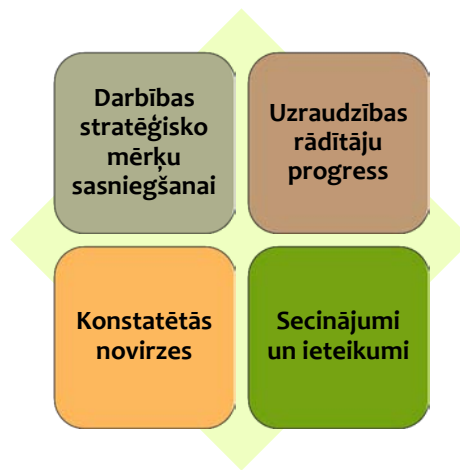 Darbības
stratēģisko
mērķu
sasniegšanai
Uzraudzības
rādītāju
progress
Konstatētās
novirzes
Secinājumi
un ieteikumi